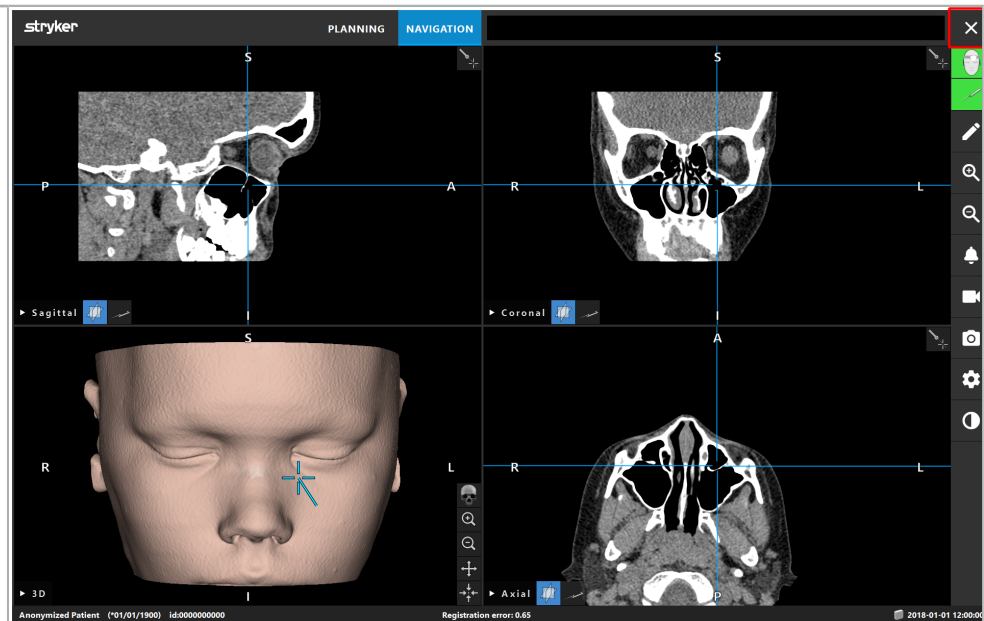 stryker
PLANNING
NAVIGATION
S
P
A
Sagittal
I
S
R
L
Coronal
I
S
R
L
3D
I
A
R
L
Axial
P
Anonymized Patient (*01/01/1900) id:0000000000
Registration error: 0.65
2018-01-01 12:00:00